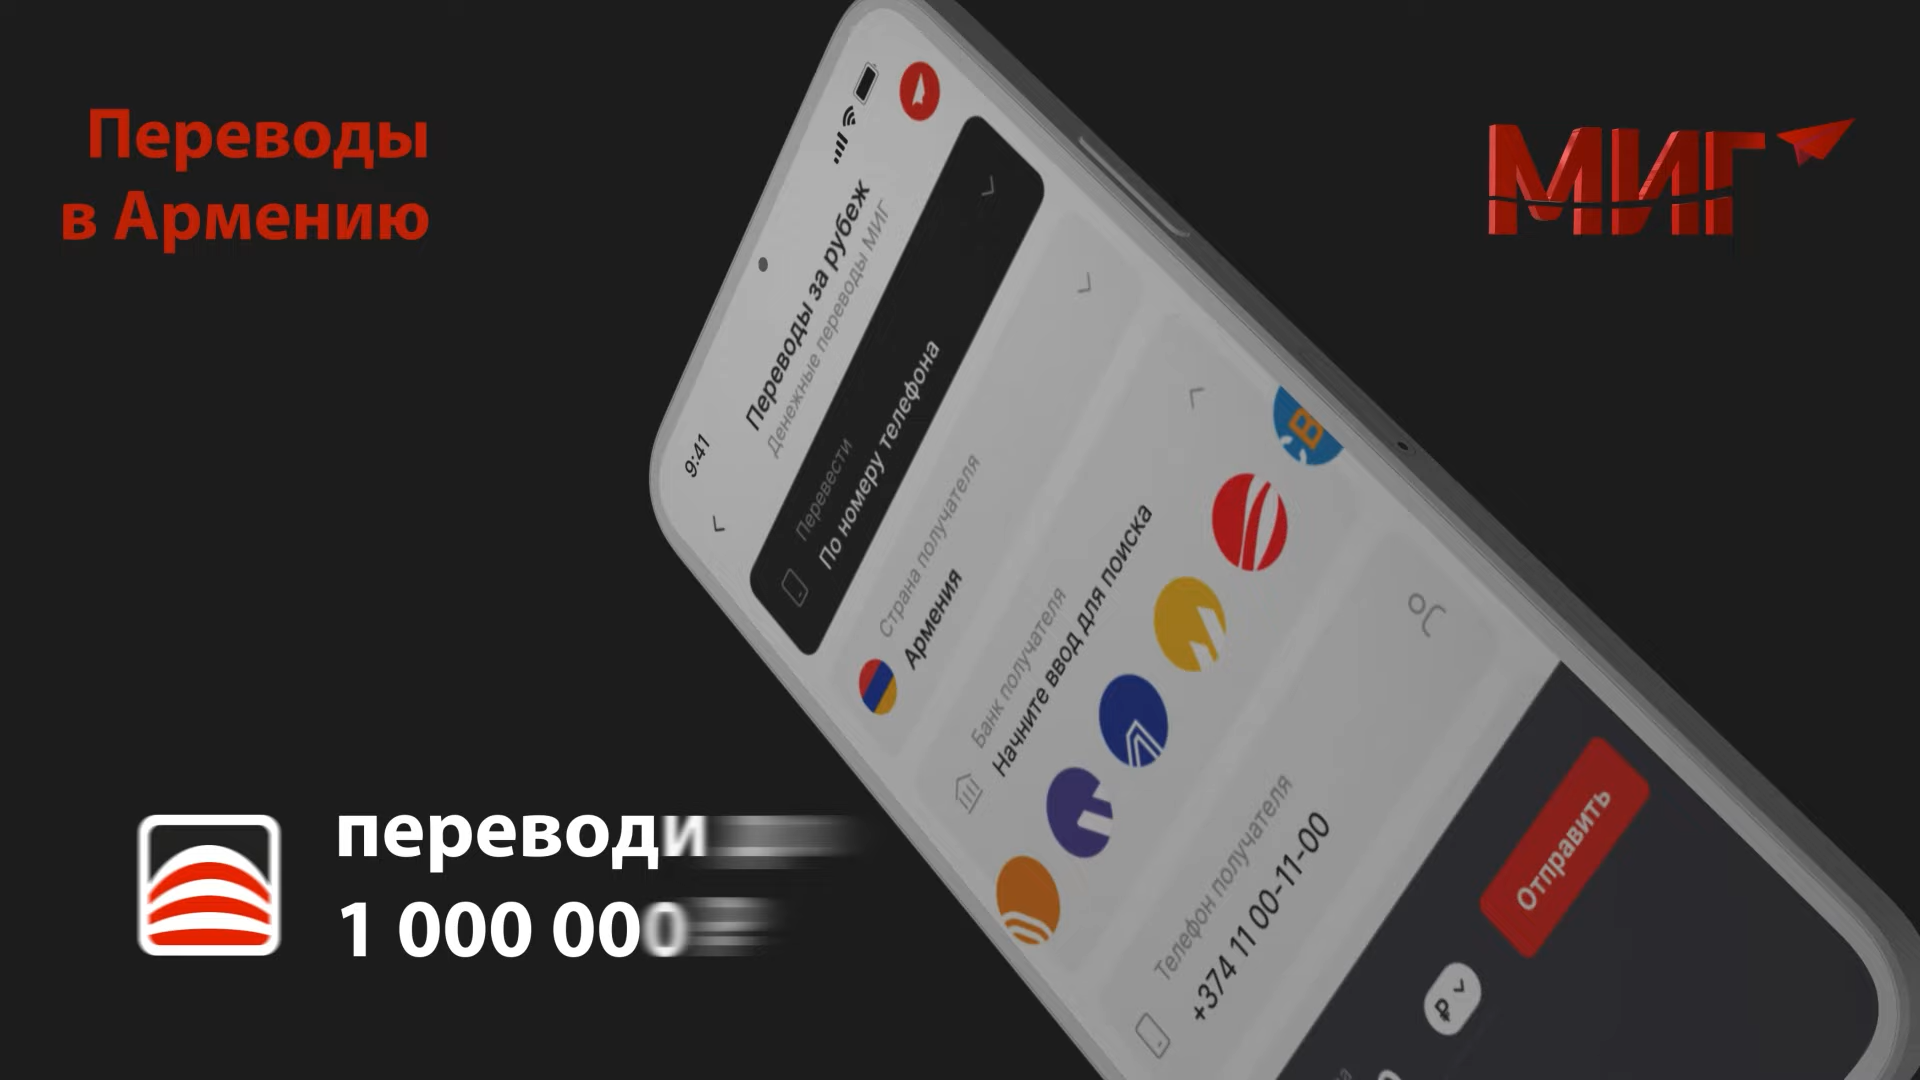 Переводы
в Армению
МИГ
9:41
Переводы за рубеж
Денежные переводы МИГ
Перевести
По номеру телефона
Страна получателя
Армения
Банк получателя
Начните ввод для поиска
B
Телефон получателя
+374 11 00-11-00
₽
Отправить
переводи
1 000 000